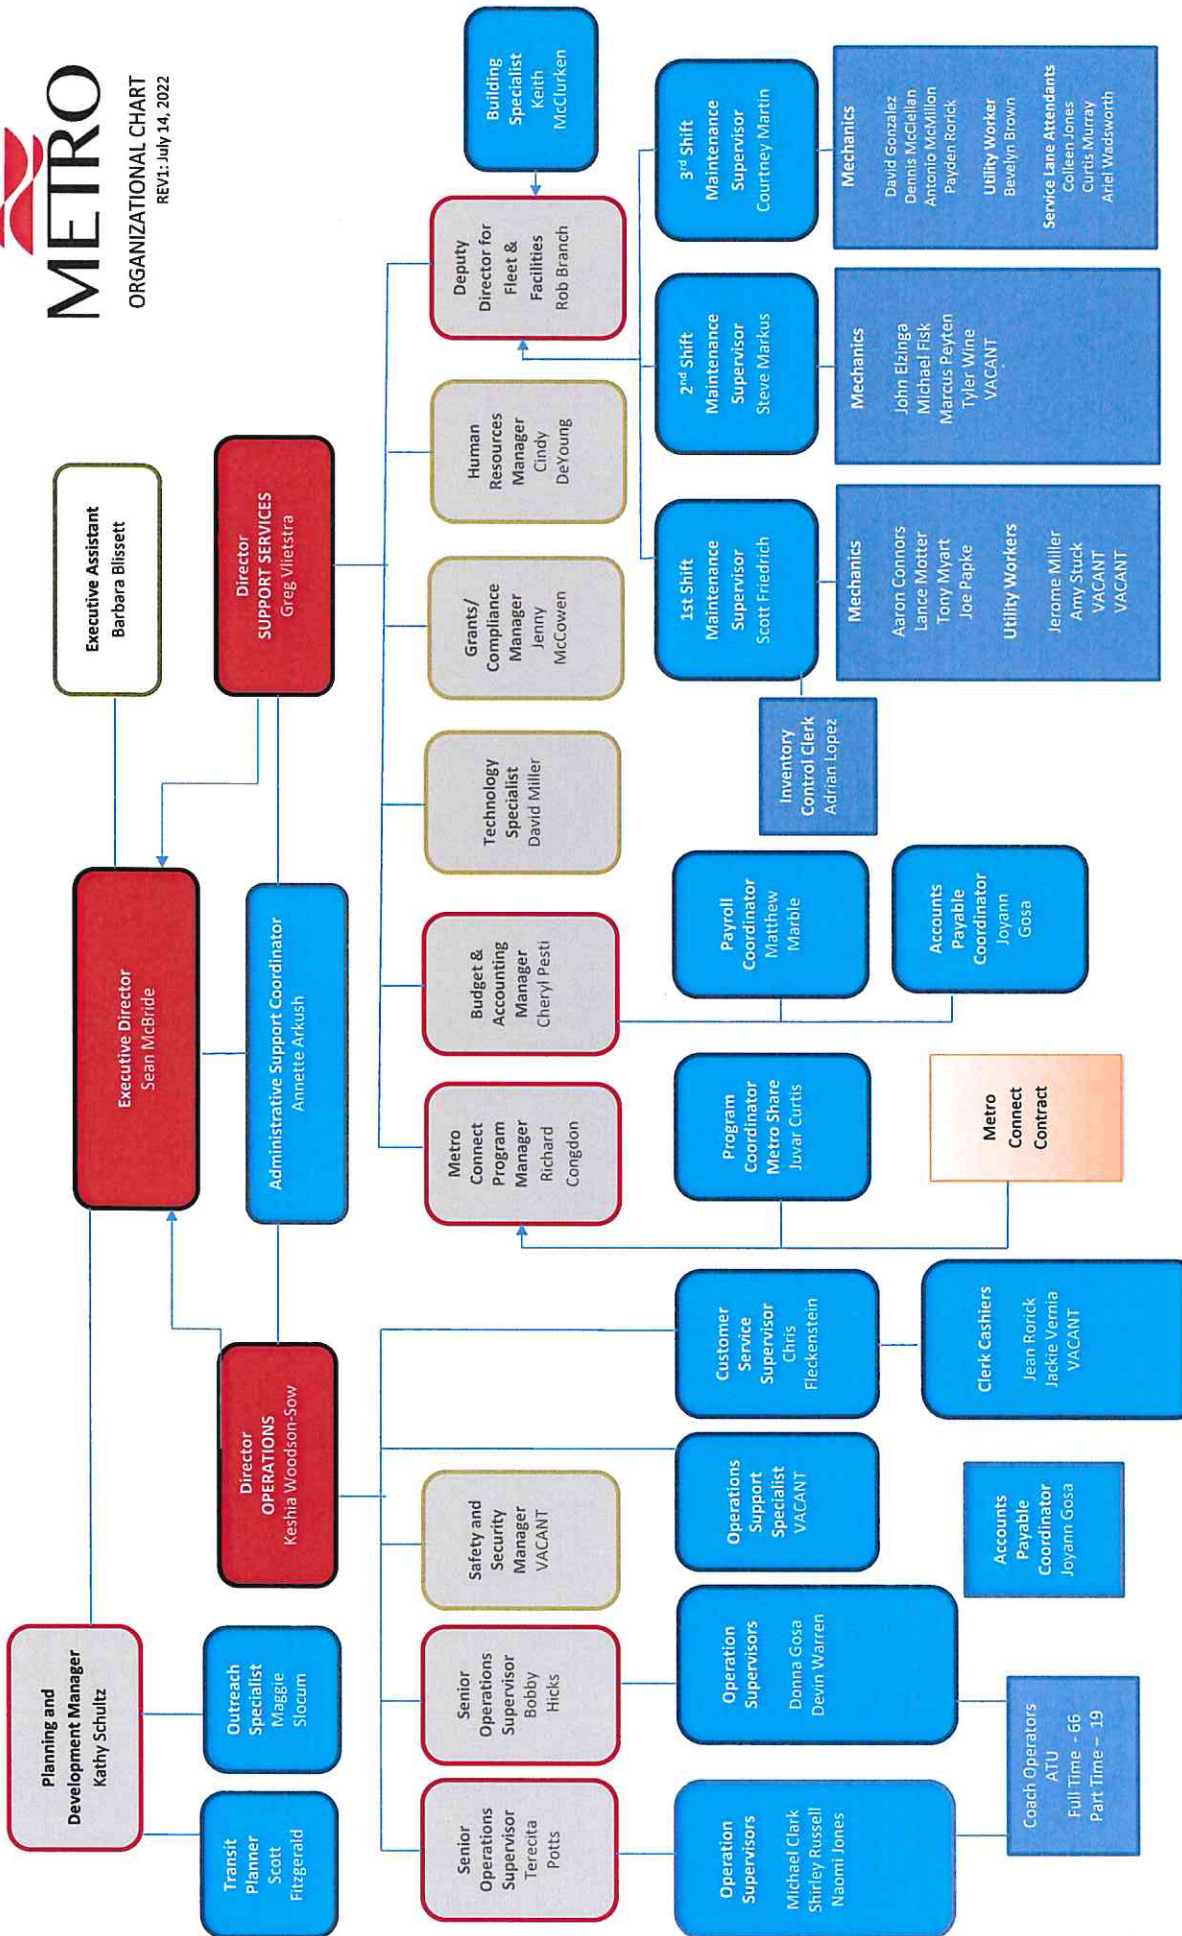 METRO
ORGANIZATIONAL CHART
REV1: July 14, 2022
Executive Assistant
Barbara Blissett
Executive Director
Sean McBride
Planning and
Development Manager
Kathy Schultz
Transit
Planner
Scott
Fitzgerald
Outreach
Specialist
Maggie
Slocum
Director
OPERATIONS
Keshia Woodson-Sow
Administrative Support Coordinator
Annette Arkush
Director
SUPPORT SERVICES
Greg Vlietstra
Senior
Operations
Supervisor
Terecita
Potts
Senior
Operations
Supervisor
Bobby
Hicks
Safety and
Security
Manager
VACANT
Metro
Connect
Program
Manager
Richard
Congdon
Budget &
Accounting
Manager
Cheryl Pesti
Technology
Specialist
David Miller
Grants/
Compliance
Manager
Jenny
McCowen
Human
Resources
Manager
Cindy
DeYoung
Deputy
Director for
Fleet &
Facilities
Rob Branch
Building
Specialist
Keith
McClurken
Operation
Supervisors
Michael Clark
Shirley Russell
Naomi Jones
Operation
Supervisors
Donna Gosa
Devin Warren
Operations
Support
Specialist
VACANT
Customer
Service
Supervisor
Chris
Fleckenstein
Program
Coordinator
Metro Share
Juvar Curtis
Payroll
Coordinator
Matthew
Marble
Inventory
Control Clerk
Adrian Lopez
1st Shift
Maintenance
Supervisor
Scott Friedrich
2nd Shift
Maintenance
Supervisor
Steve Markus
3rd Shift
Maintenance
Supervisor
Courtney Martin
Coach Operators
ATU
Full Time - 66
Part Time – 19
Accounts
Payable
Coordinator
Joyann Gosa
Clerk Cashiers
Jean Rorick
Jackie Vernia
VACANT
Metro
Connect
Contract
Accounts
Payable
Coordinator
Joyann
Gosa
Mechanics
Aaron Connors
Lance Motter
Tony Myart
Joe Papke
Utility Workers
Jerome Miller
Amy Stuck
VACANT
VACANT
Mechanics
John Elzinga
Michael Fisk
Marcus Peyten
Tyler Wine
VACANT
Mechanics
David Gonzalez
Dennis McClellan
Antonio McMillon
Payden Rorick
Utility Worker
Bevelyn Brown
Service Lane Attendants
Colleen Jones
Curtis Murray
Ariel Wadsworth